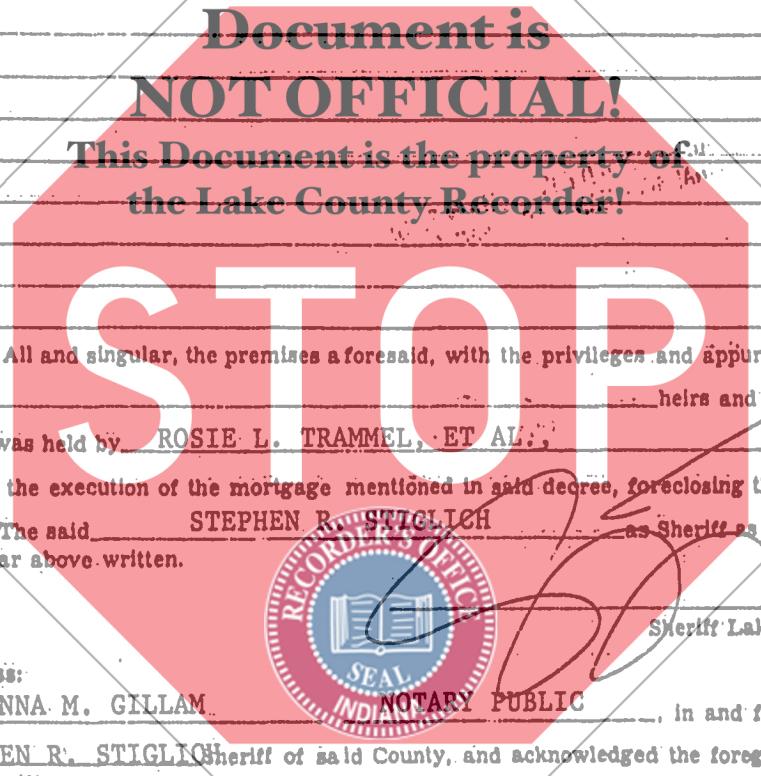 Document is
NOT OFFICIAL!
This Document is the property of
the Lake County Recorder!
STOP
All and singular, the premises aforesaid, with the privileges and appur
heirs and
was held by ROSIE L. TRAMMEL, ET AL.,
the execution of the mortgage mentioned in said decree, foreclosing t
The said STEPHEN R. STIGLICH as Sheriff as
ar above written.
RECORDER'S OFFICE
SEAL
INDIANA
Sheriff Lak
ss:
NNA M. GILLAM NOTARY PUBLIC, in and f
EN R. STIGLICH Sheriff of said County, and acknowledged the foreg